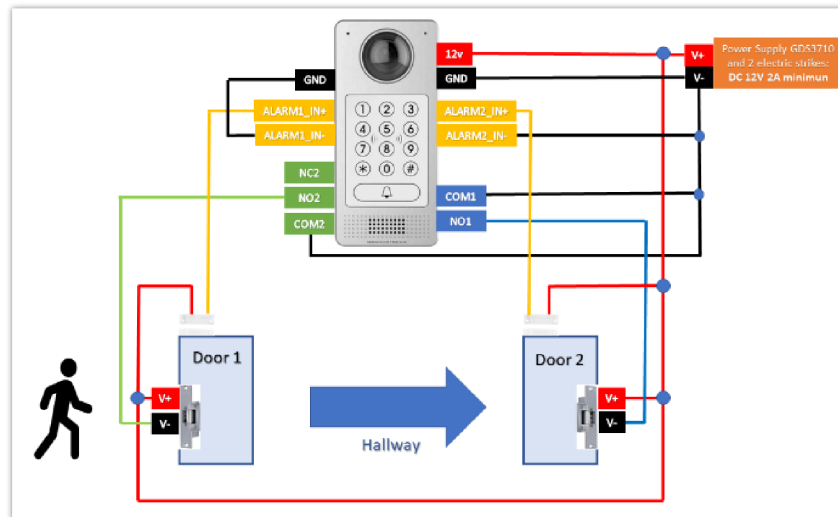 12v
V+
Power Supply GDS3710
and 2 electric strikes:
DC 12V 2A minimun
GND
GND
V-
ALARM1_IN+
ALARM2_IN+
ALARM1_IN-
ALARM2_IN-
1 2 3
4 5 6
7 8 9
* 0 #
NC2
NO2
COM1
COM2
NO1
Door 1
Door 2
V+
V+
V-
V-
Hallway